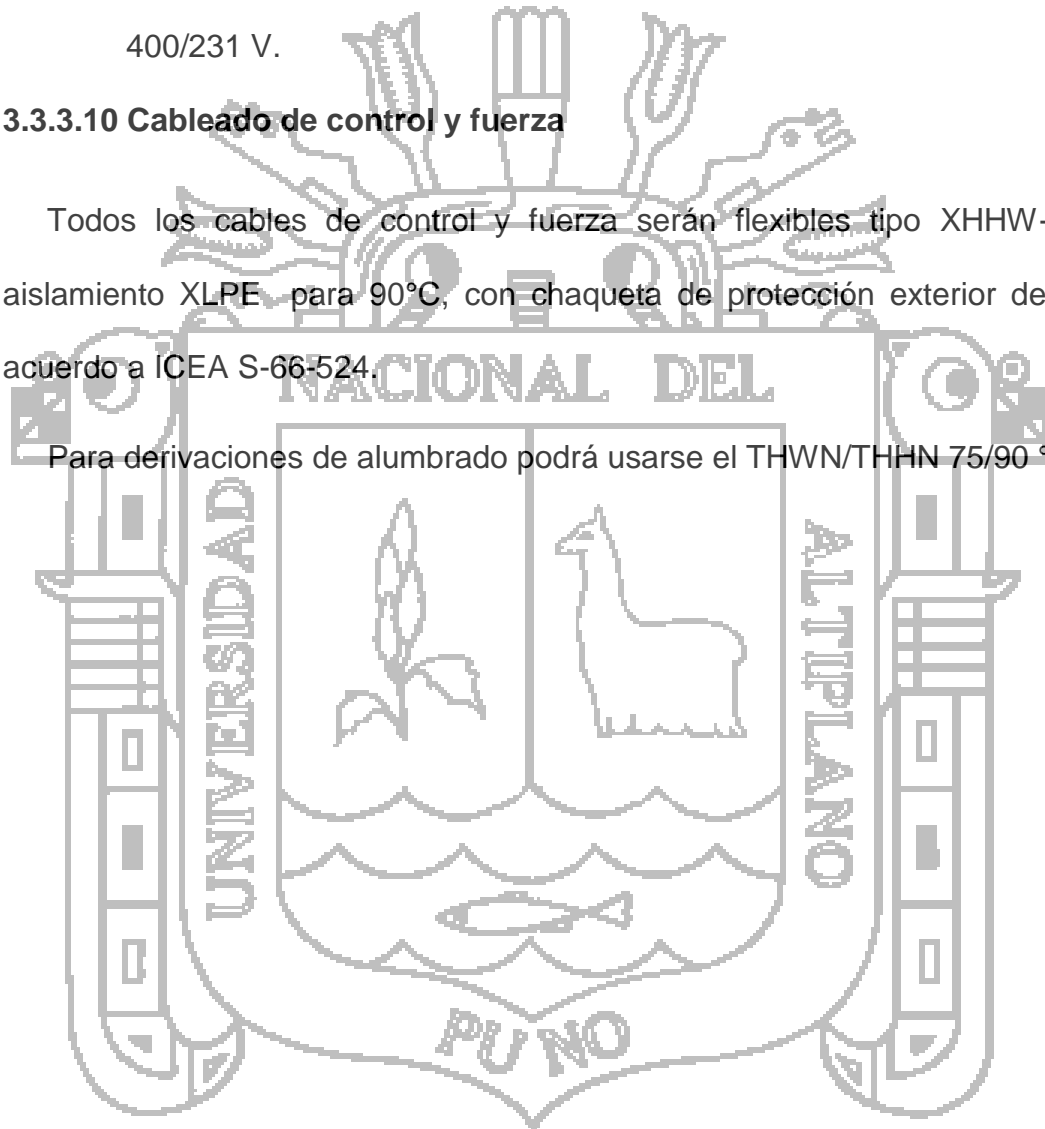 400/231 V.
3.3.3.10 Cableado de control y fuerza
Todos los cables de control y fuerza serán flexibles tipo XHHW-
aislamiento XLPE para 90°C, con chaqueta de protección exterior de
acuerdo a ICEA S-66-524.
NACIONAL DEL
Para derivaciones de alumbrado podrá usarse el THWN/THHN 75/90 °
UNIVERSIDAD
ALTIPLANO
PUNO